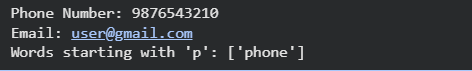 Phone Number: 9876543210
Email: user@gmail.com
Words starting with 'p': ['phone']